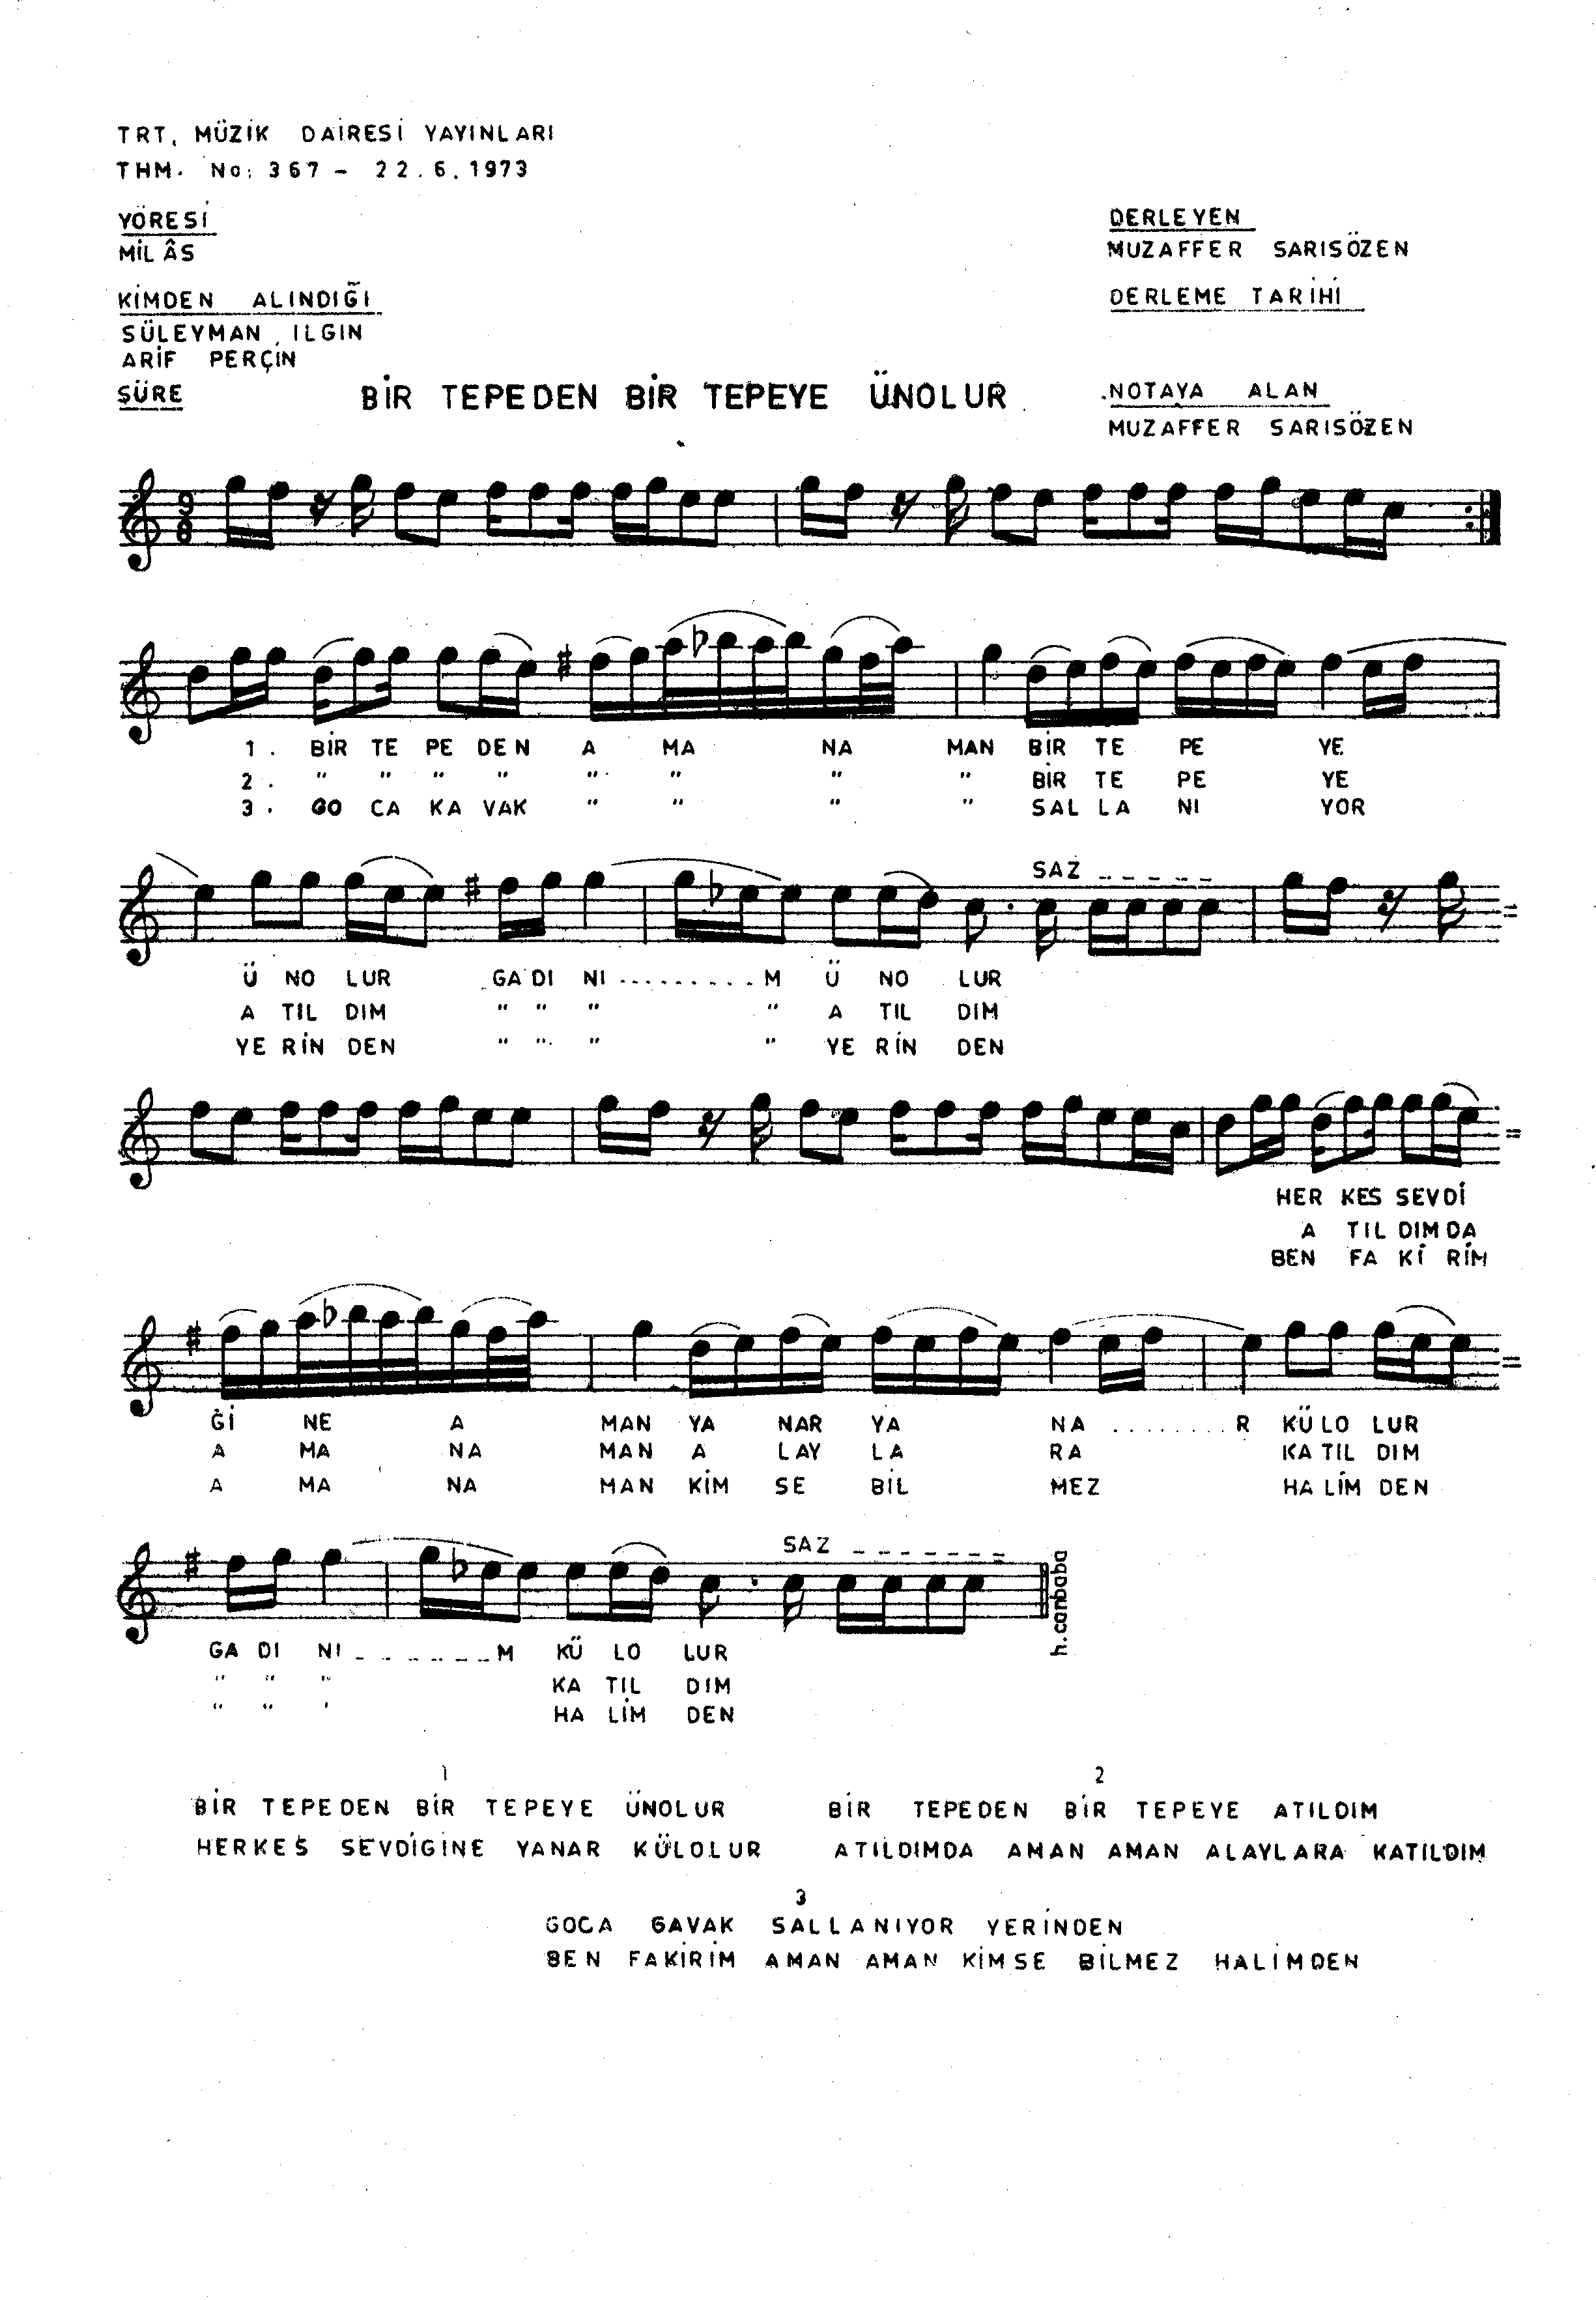 TRT. MÜZİK DAİRESİ YAYINLARI
THM. No: 367 – 22.6.1973
YÖRESİ
MİLÂS
DERLEYEN
MUZAFFER SARISÖZEN
KİMDEN ALINDIĞI
SÜLEYMAN ILGIN
ARİF PERÇİN
DERLEME TARİHİ
SÜRE
BİR TEPEDEN BİR TEPEYE ÜNOLUR
NOTAYA ALAN
MUZAFFER SARISÖZEN
9
8
1. BİR TE PE DEN A MA NA MAN BİR TE PE YE
2. " " " " " " " " BİR TE PE YE
3. GO CA KA VAK " " " " SAL LA NI YOR
SAZ _ _ _ _ _
Ü NO LUR GA DI NI .......... M Ü NO LUR
A TIL DIM " " " " A TIL DIM
YE RİN DEN " " " " YE RİN DEN
HER KES SEVDİ
A TIL DIM DA
BEN FA Kİ RİM
Ğİ NE A MAN YA NAR YA NA ........ R KÜ LO LUR
A MA NA MAN A LAY LA RA KA TIL DIM
A MA NA MAN KİM SE BİL MEZ HA LİM DEN
SAZ _ _ _ _ _ _ _
h.canbaba
GA DI NI _ _ _ _ _ _ M KÜ LO LUR
" " " KA TIL DIM
" " ' HA LİM DEN
1
BİR TEPEDEN BİR TEPEYE ÜNOLUR
HERKES SEVDİGİNE YANAR KÜLOLUR
2
BİR TEPEDEN BİR TEPEYE ATILDIM
ATILDIMDA AMAN AMAN ALAYLARA KATILDIM
3
GOCA GAVAK SALLANIYOR YERİNDEN
BEN FAKİRİM AMAN AMAN KİMSE BİLMEZ HALİMDEN